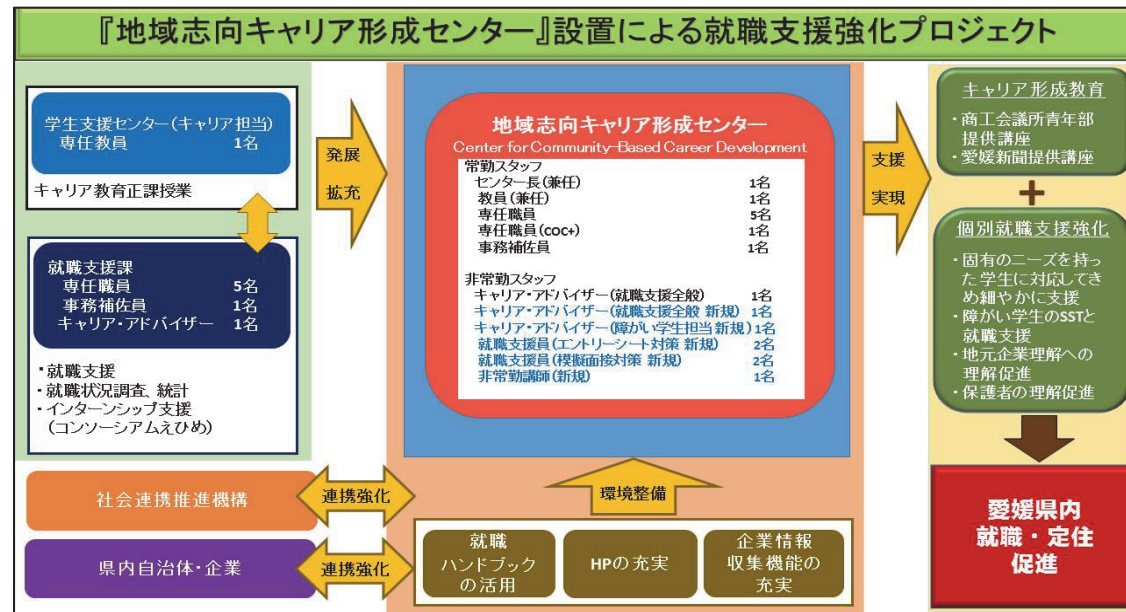 『地域志向キャリア形成センター』設置による就職支援強化プロジェクト
学生支援センター(キャリア担当)
専任教員 1名
キャリア教育正課授業
就職支援課
専任職員 5名
事務補佐員 1名
キャリア・アドバイザー 1名
・就職支援
・就職状況調査、統計
・インターンシップ支援
(コンソーシアムえひめ)
社会連携推進機構
県内自治体・企業
発展
拡充
連携強化
連携強化
地域志向キャリア形成センター
Center for Community-Based Career Development
常勤スタッフ
センター長(兼任) 1名
教員(兼任) 1名
専任職員 5名
専任職員(COC+) 1名
事務補佐員 1名
非常勤スタッフ
キャリア・アドバイザー(就職支援全般) 1名
キャリア・アドバイザー(就職支援全般 新規) 1名
キャリア・アドバイザー(障がい学生担当 新規) 1名
就職支援員(エントリーシート対策 新規) 2名
就職支援員(模擬面接対策 新規) 2名
非常勤講師(新規) 1名
環境整備
就職
ハンドブック
の活用
HPの充実
企業情報
収集機能の
充実
支援
実現
キャリア形成教育
・商工会議所青年部
提供講座
・愛媛新聞提供講座
+
個別就職支援強化
・固有のニーズを持っ
た学生に対応してき
め細やかに支援
・障がい学生のSSTと
就職支援
・地元企業理解への
理解促進
・保護者の理解促進
愛媛県内
就職・定住
促進